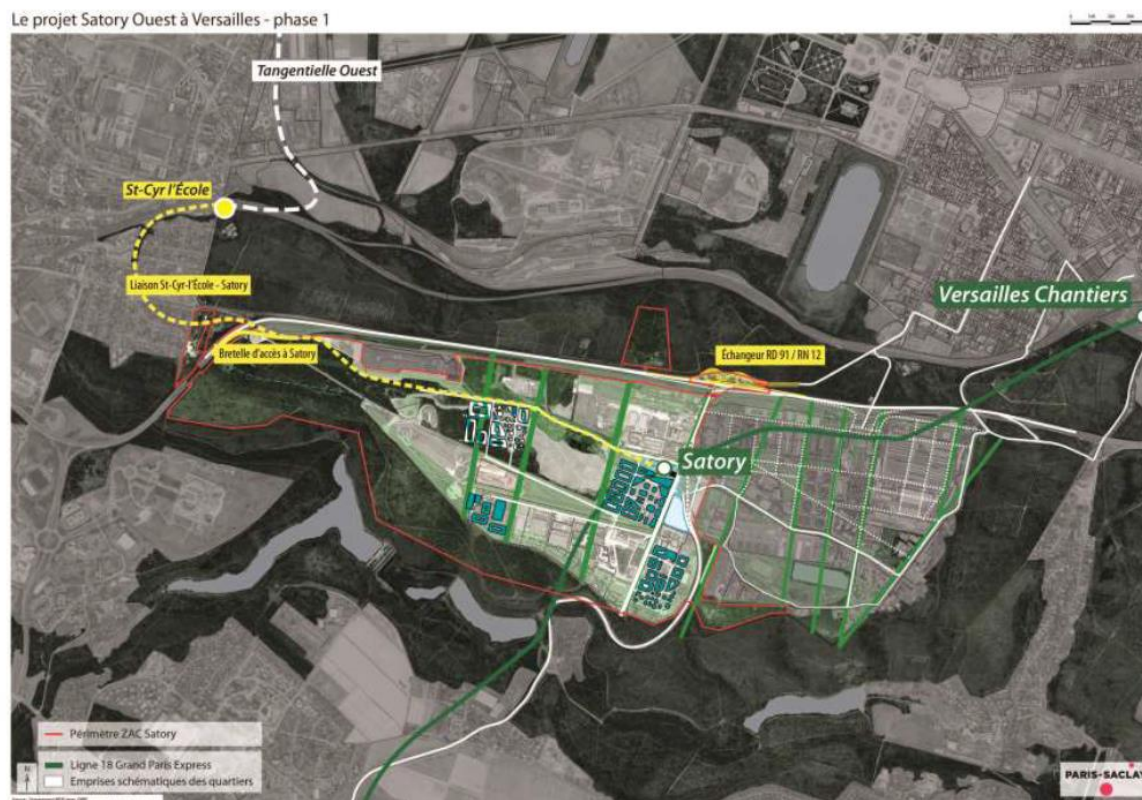 Le projet Satory Ouest à Versailles - phase 1
Tangentielle Ouest
St-Cyr l'École
Liaison St-Cyr-l'École - Satory
Bretelle d'accès à Satory
Échangeur RD 91 / RN 12
Versailles Chantiers
Satory
Périmètre ZAC Satory
Ligne 18 Grand Paris Express
Emprises schématiques des quartiers
N
PARIS-SACLAY